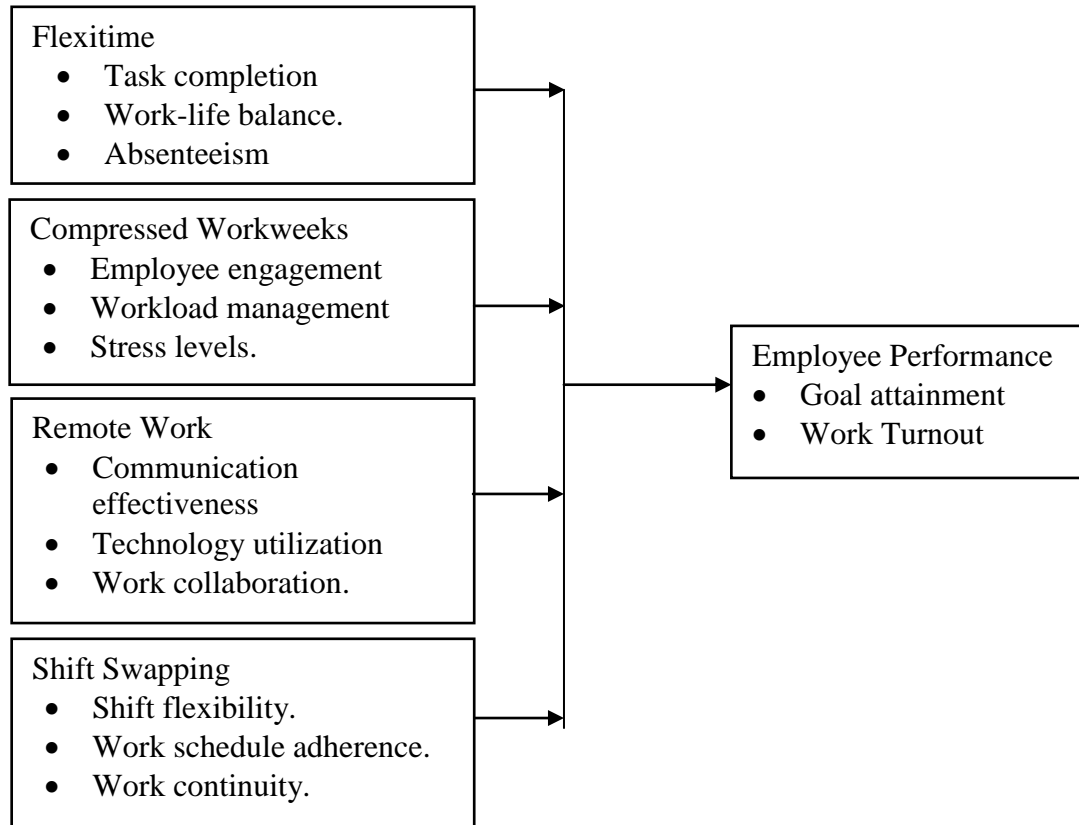 Flexitime
• Task completion
• Work-life balance.
• Absenteeism
Compressed Workweeks
• Employee engagement
• Workload management
• Stress levels.
Remote Work
• Communication
effectiveness
• Technology utilization
• Work collaboration.
Shift Swapping
• Shift flexibility.
• Work schedule adherence.
• Work continuity.
Employee Performance
• Goal attainment
• Work Turnout